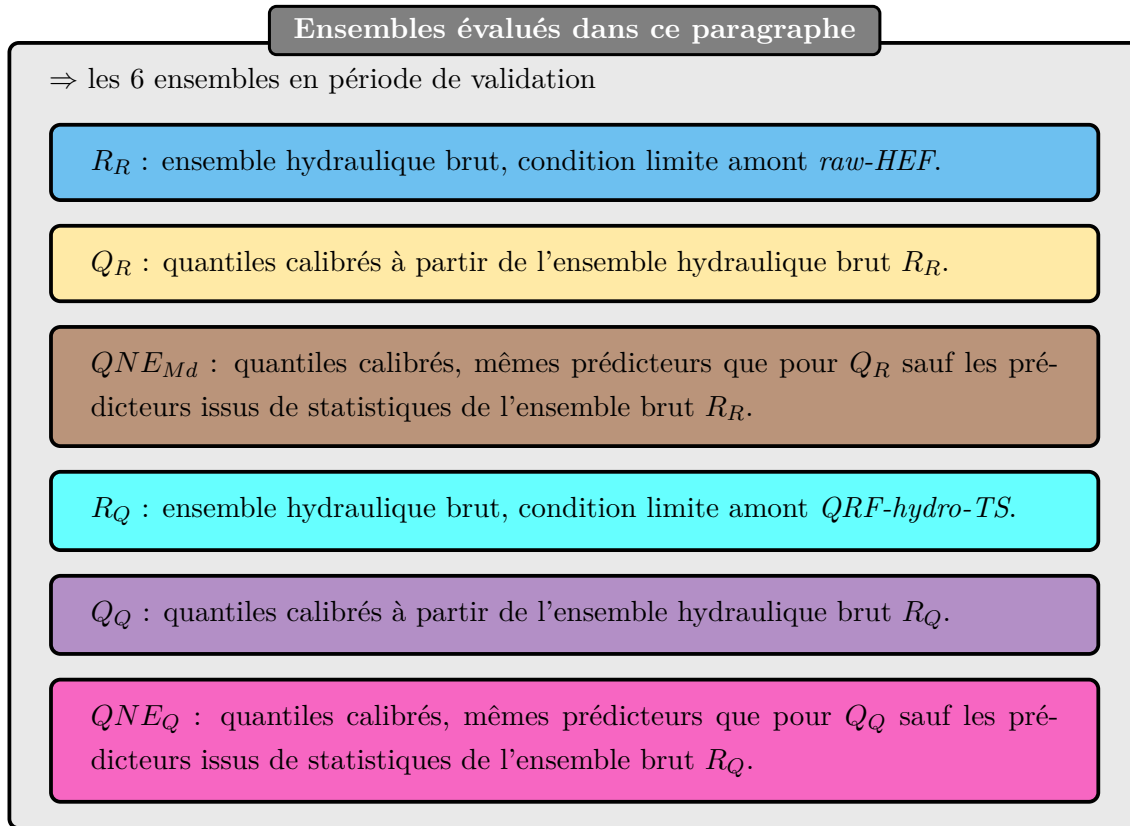 Ensembles évalués dans ce paragraphe
⇒ les 6 ensembles en période de validation
R_R : ensemble hydraulique brut, condition limite amont raw-HEF.
Q_R : quantiles calibrés à partir de l'ensemble hydraulique brut R_R.
QNE_Md : quantiles calibrés, mêmes prédicteurs que pour Q_R sauf les pré-
dicteurs issus de statistiques de l'ensemble brut R_R.
R_Q : ensemble hydraulique brut, condition limite amont QRF-hydro-TS.
Q_Q : quantiles calibrés à partir de l'ensemble hydraulique brut R_Q.
QNE_Q : quantiles calibrés, mêmes prédicteurs que pour Q_Q sauf les pré-
dicteurs issus de statistiques de l'ensemble brut R_Q.